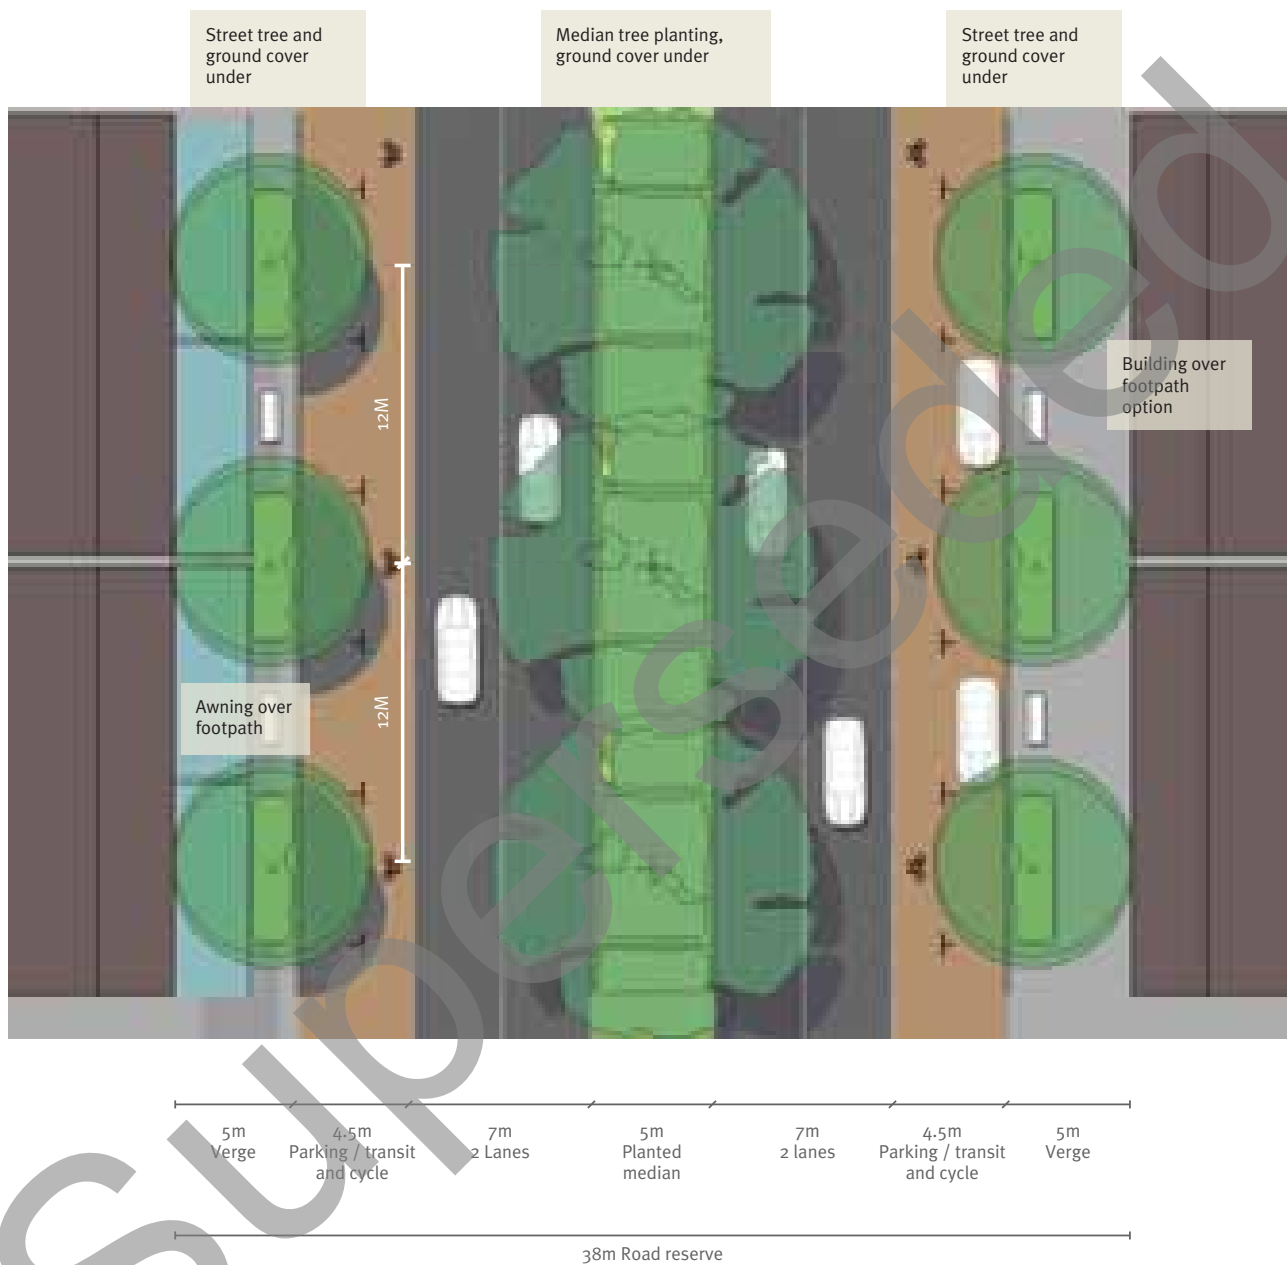 Street tree and
ground cover
under
Median tree planting,
ground cover under
Street tree and
ground cover
under
Building over
footpath
option
12M
12M
Awning over
footpath
5m
Verge
4.5m
Parking / transit
and cycle
7m
2 Lanes
5m
Planted
median
7m
2 lanes
4.5m
Parking / transit
and cycle
5m
Verge
38m Road reserve
Superseded